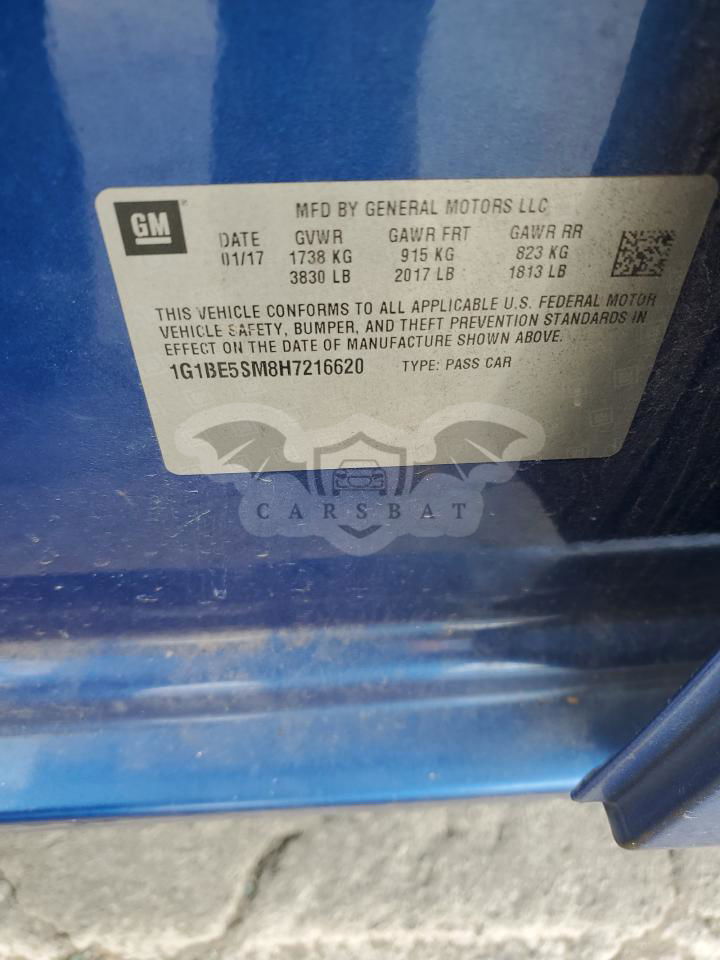 GM
MFD BY GENERAL MOTORS LLC
DATE GVWR GAWR FRT GAWR RR
01/17 1738 KG 915 KG 823 KG
3830 LB 2017 LB 1813 LB
THIS VEHICLE CONFORMS TO ALL APPLICABLE U.S. FEDERAL MOTOR
VEHICLE SAFETY, BUMPER, AND THEFT PREVENTION STANDARDS IN
EFFECT ON THE DATE OF MANUFACTURE SHOWN ABOVE.
1G1BE5SM8H7216620 TYPE: PASS CAR
CARSBAT